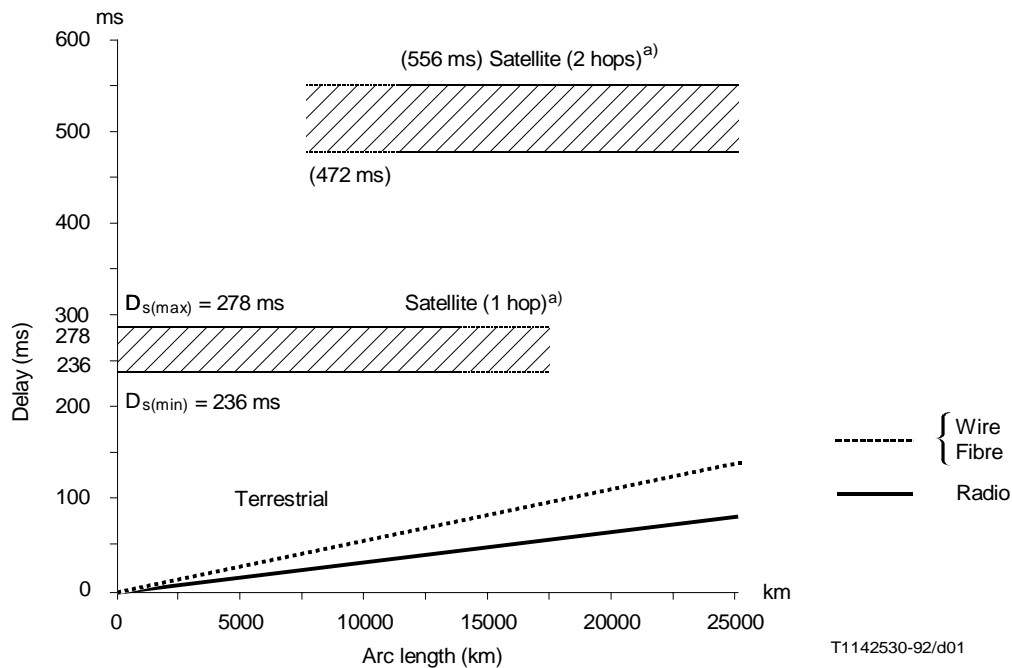 ms
600
(556 ms) Satellite (2 hops)a)
500
(472 ms)
400
Ds(max) = 278 ms
Satellite (1 hop)a)
300
278
236
Delay (ms)
Ds(min) = 236 ms
200
Wire
Fibre
Terrestrial
100
Radio
0
km
0
5000
10000
15000
20000
25000
Arc length (km)
T1142530-92/d01